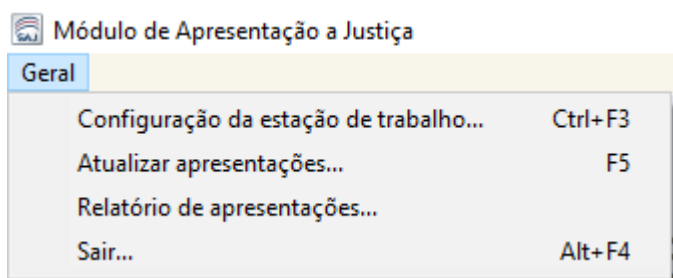 SAJ Módulo de Apresentação a Justiça
Geral
Configuração da estação de trabalho... Ctrl+F3
Atualizar apresentações... F5
Relatório de apresentações...
Sair... Alt+F4